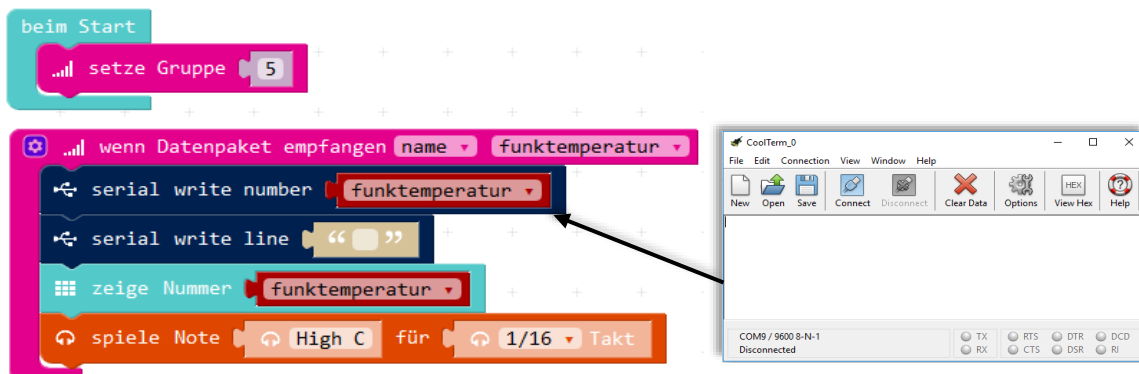 beim Start
setze Gruppe 5
wenn Datenpaket empfangen name funktemperatur
serial write number funktemperatur
serial write line “ ”
zeige Nummer funktemperatur
spiele Note High C für 1/16 Takt
CoolTerm_0
File Edit Connection View Window Help
New Open Save Connect Disconnect Clear Data Options HEX View Hex Help
COM9 / 9600 8-N-1
Disconnected
TX RTS DTR DCD
RX CTS DSR RI